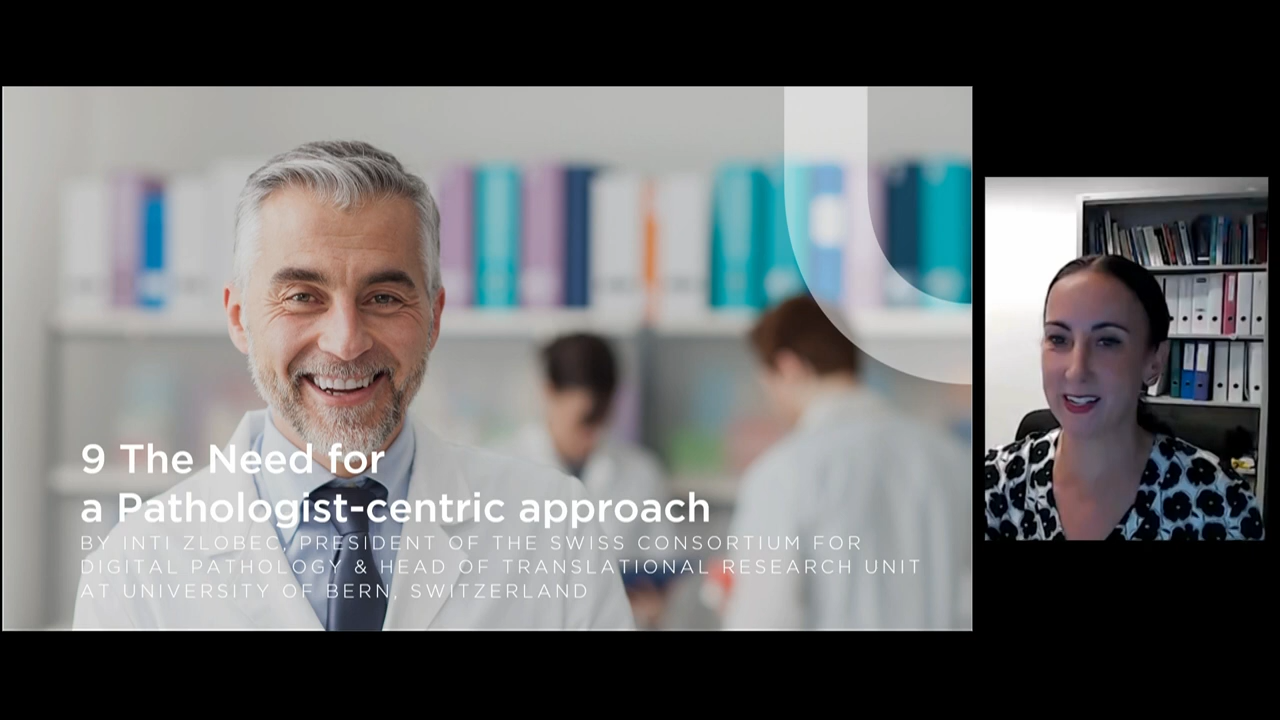 9 The Need for
a Pathologist-centric approach
BY INTI ZLOBEC, PRESIDENT OF THE SWISS CONSORTIUM FOR
DIGITAL PATHOLOGY & HEAD OF TRANSLATIONAL RESEARCH UNIT
AT UNIVERSITY OF BERN, SWITZERLAND